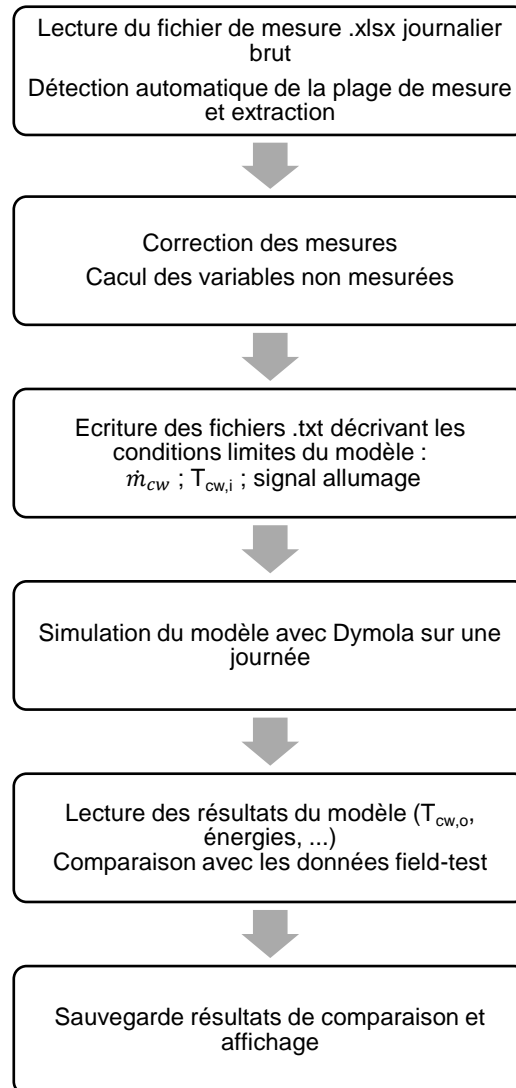 Lecture du fichier de mesure .xlsx journalier
brut
Détection automatique de la plage de mesure
et extraction
Correction des mesures
Cacul des variables non mesurées
Ecriture des fichiers .txt décrivant les
conditions limites du modèle :
ṁcw ; Tcw,i ; signal allumage
Simulation du modèle avec Dymola sur une
journée
Lecture des résultats du modèle (Tcw,o,
énergies, ...)
Comparaison avec les données field-test
Sauvegarde résultats de comparaison et
affichage